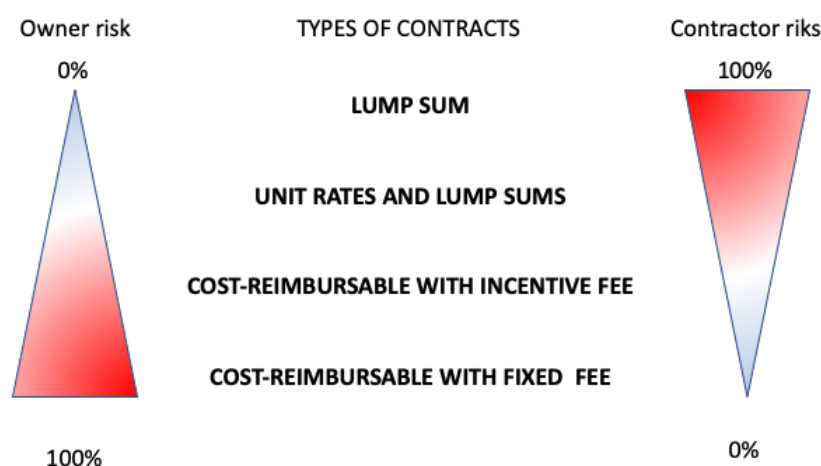 Owner risk TYPES OF CONTRACTS Contractor riks
0% 100%
LUMP SUM
UNIT RATES AND LUMP SUMS
COST-REIMBURSABLE WITH INCENTIVE FEE
COST-REIMBURSABLE WITH FIXED  FEE
100% 0%